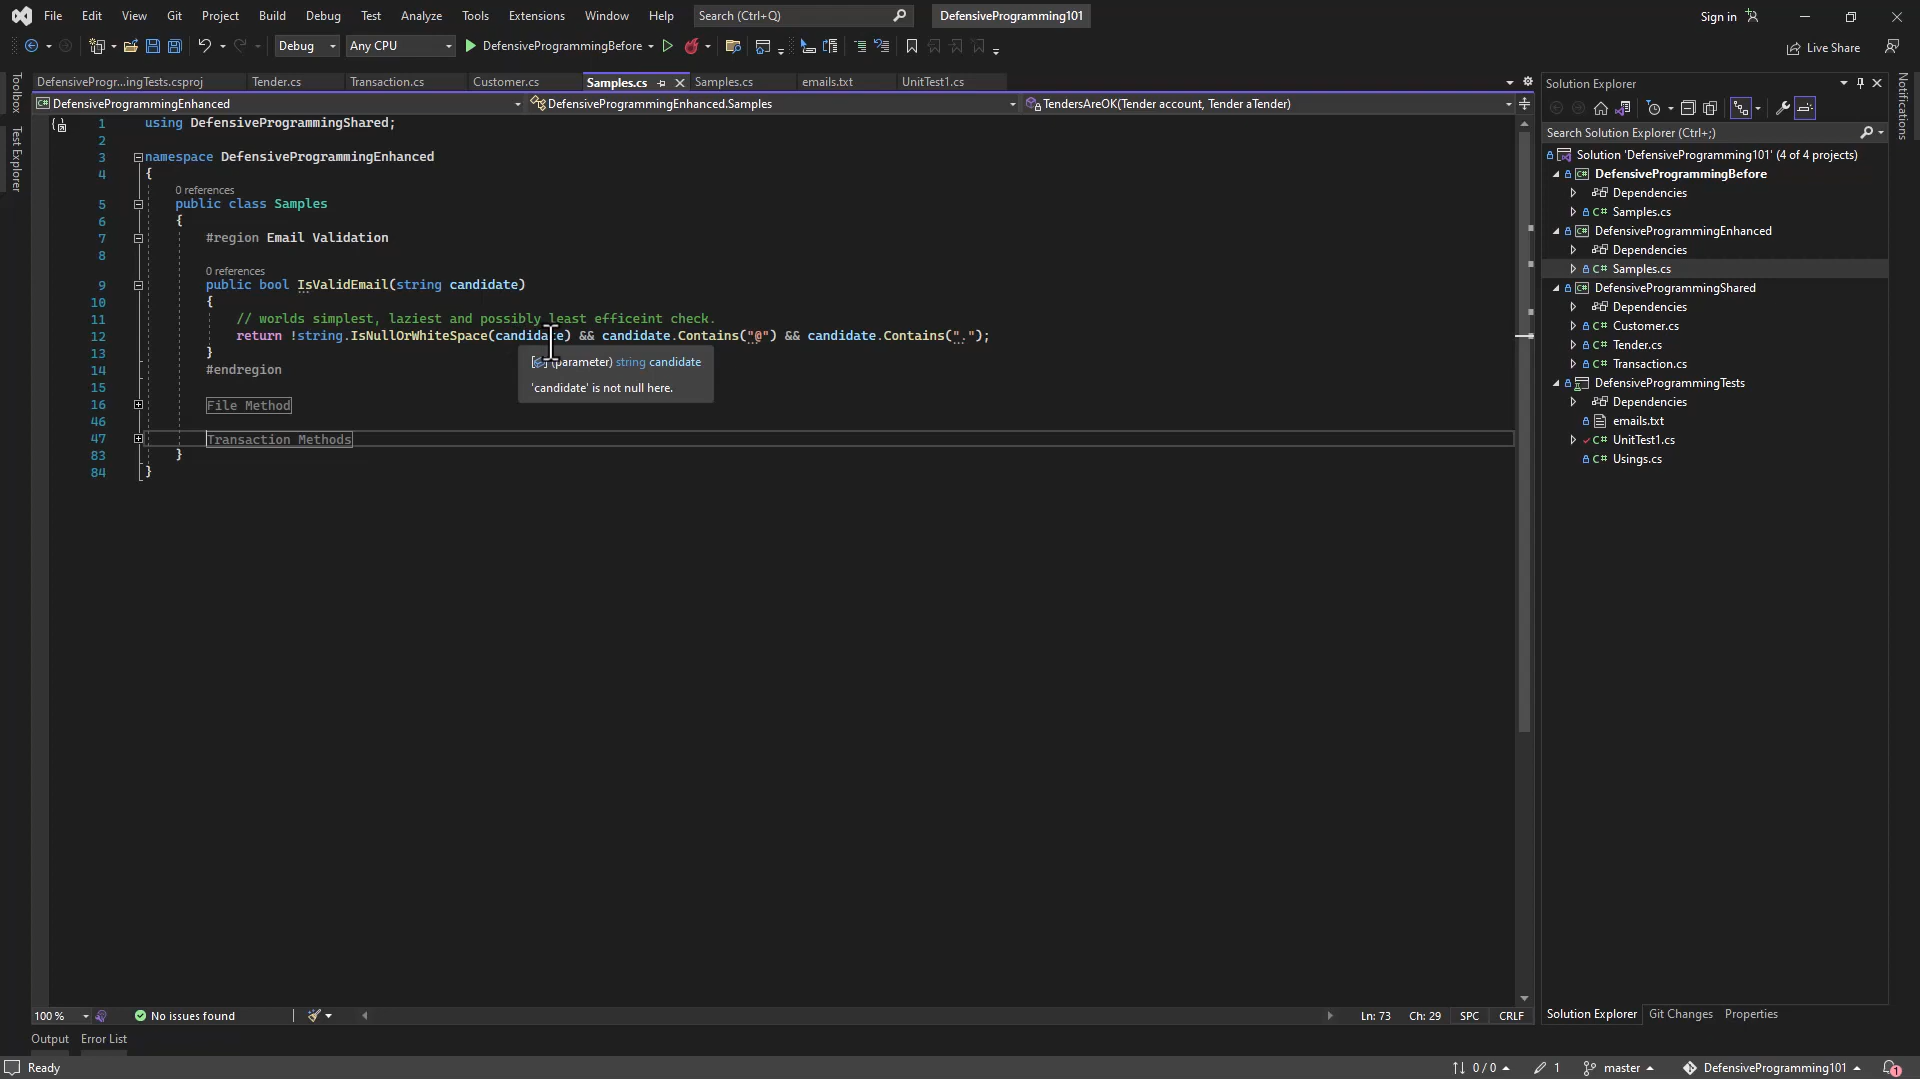 File Edit View Git Project Build Debug Test Analyze Tools Extensions Window Help Search (Ctrl+Q) DefensiveProgramming101 Sign in
Debug Any CPU DefensiveProgrammingBefore Live Share
DefensiveProgr...ingTests.csproj Tender.cs Transaction.cs Customer.cs Samples.cs Samples.cs emails.txt UnitTest1.cs
DefensiveProgrammingEnhanced DefensiveProgrammingEnhanced.Samples TendersAreOK(Tender account, Tender aTender)
Toolbox
Test Explorer
1 using DefensiveProgrammingShared;
2
3 namespace DefensiveProgrammingEnhanced
4 {
0 references
5 public class Samples
6 {
7 #region Email Validation
8
0 references
9 public bool IsValidEmail(string candidate)
10 {
11 // worlds simplest, laziest and possibly least efficeint check.
12 return !string.IsNullOrWhiteSpace(candidate) && candidate.Contains("@") && candidate.Contains(".");
13 }
(parameter) string candidate
14 #endregion
'candidate' is not null here.
15
16 File Method
46
47 Transaction Methods
83 }
84 }
100 % No issues found Ln: 73 Ch: 29 SPC CRLF
Output Error List
Solution Explorer
Search Solution Explorer (Ctrl+;)
Solution 'DefensiveProgramming101' (4 of 4 projects)
C# DefensiveProgrammingBefore
Dependencies
C# Samples.cs
C# DefensiveProgrammingEnhanced
Dependencies
C# Samples.cs
C# DefensiveProgrammingShared
Dependencies
C# Customer.cs
C# Tender.cs
C# Transaction.cs
DefensiveProgrammingTests
Dependencies
emails.txt
C# UnitTest1.cs
C# Usings.cs
Solution Explorer Git Changes Properties
Notifications
Ready 0 / 0 1 master DefensiveProgramming101 1